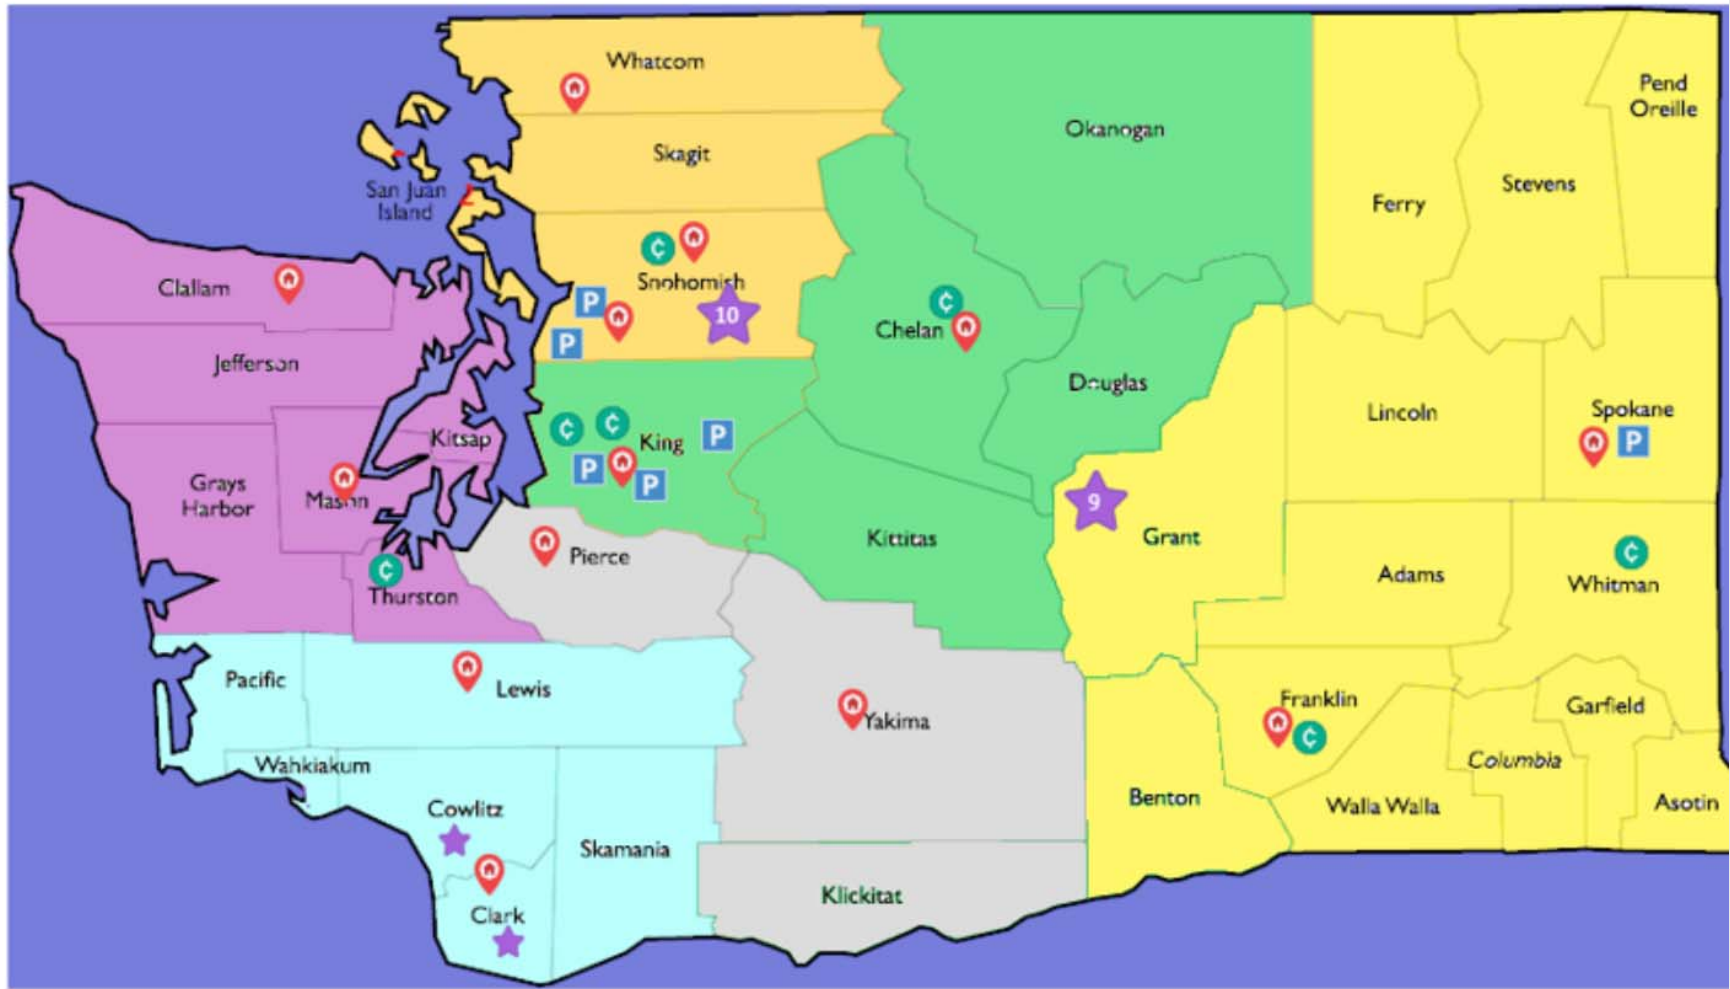 Whatcom
Pend
Oreille
Okanogan
Skagit
San Juan
Island
Stevens
Ferry
¢
Snohomish
Clallam
P
10
P
¢
Chelan
Jefferson
Douglas
Lincoln
Spokane
P
¢
¢
King
P
P
P
Kitsap
Grays
Harbor
Mason
9
Grant
Kittitas
Pierce
Adams
¢
Whitman
¢
Thurston
Pacific
Lewis
Yakima
Franklin
¢
Garfield
Columbia
Wahkiakum
Cowlitz
Benton
Walla Walla
Asotin
Skamania
Klickitat
Clark